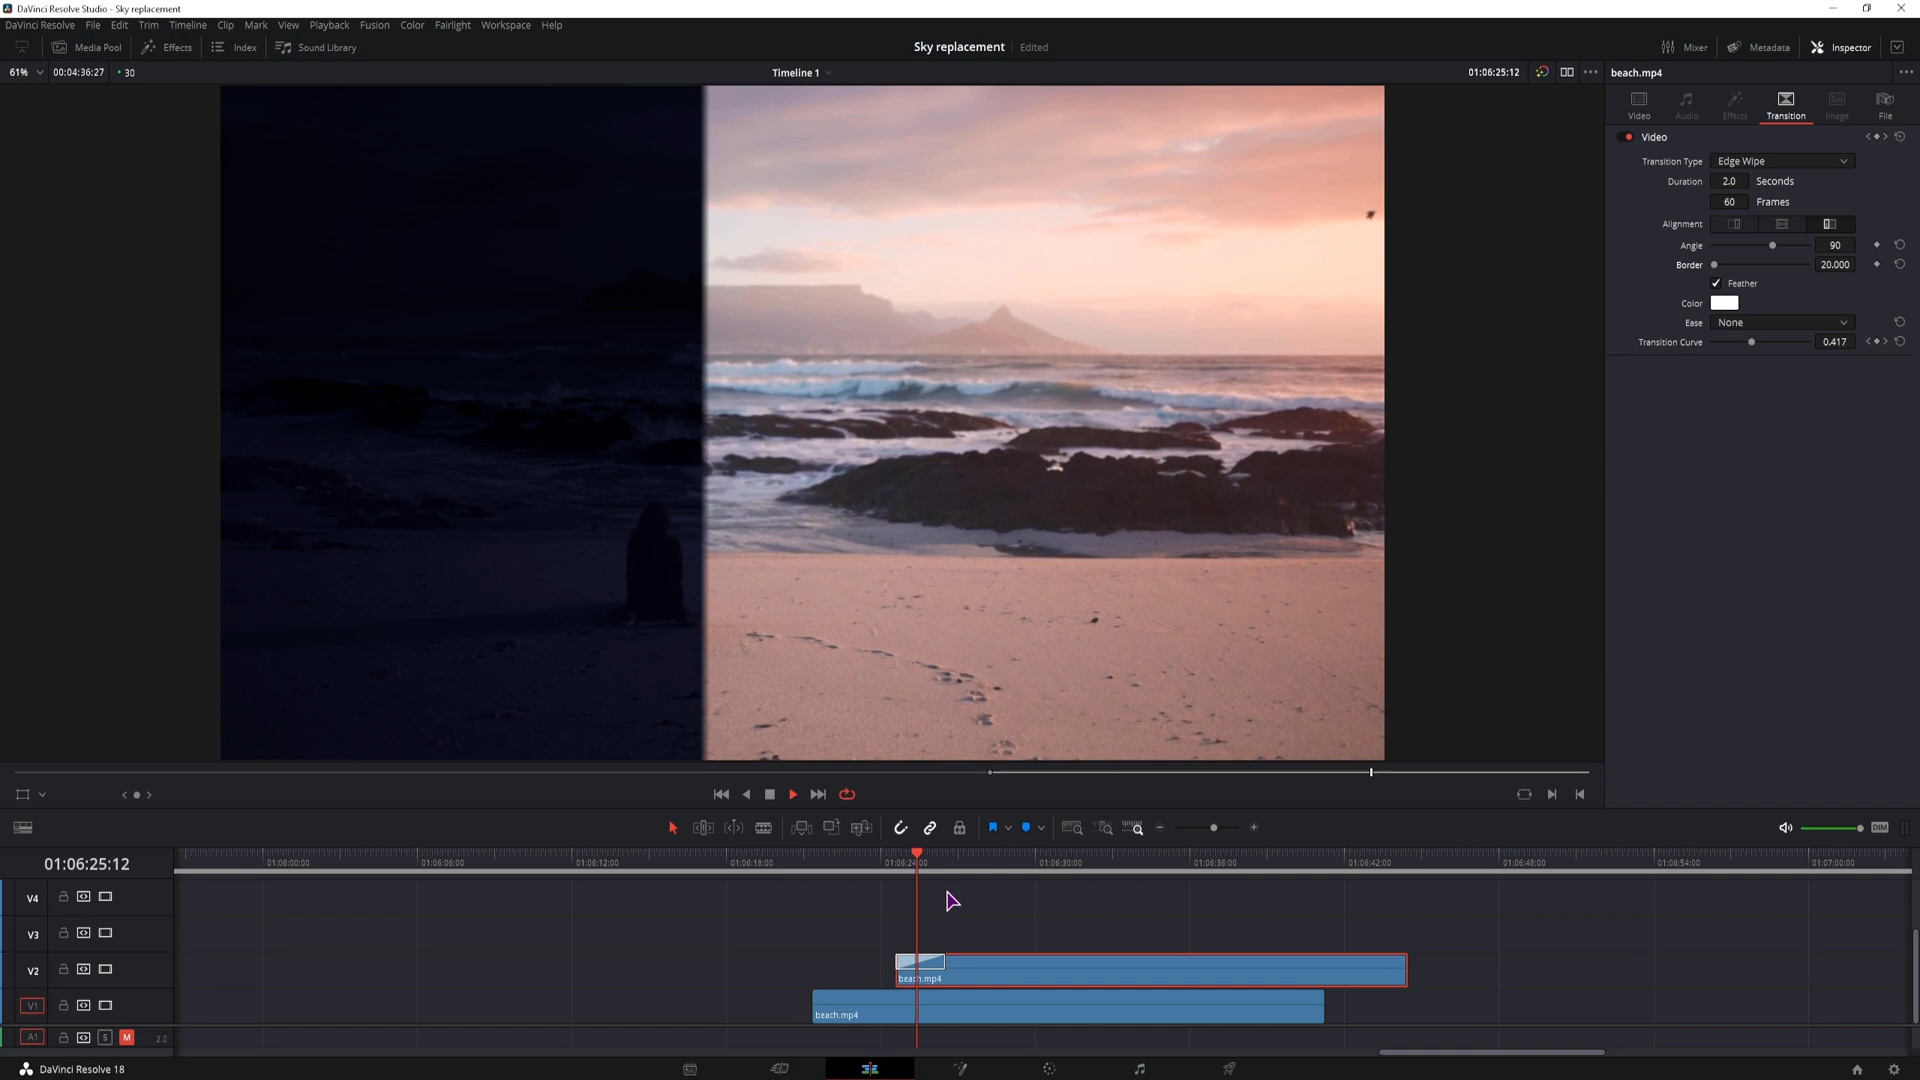 DaVinci Resolve Studio - Sky replacement
DaVinci Resolve File Edit Trim Timeline Clip Mark View Playback Fusion Color Fairlight Workspace Help
Media Pool Effects Index Sound Library Sky replacement Edited Mixer Metadata Inspector
61% 00:04:36:27 30 Timeline 1 01:06:25:12 beach.mp4
Video Audio Effects Transition Image File
Video
Transition Type Edge Wipe
Duration 2.0 Seconds
60 Frames
Alignment
Angle 90
Border 20.000
Feather
Color
Ease None
Transition Curve 0.417
DIM
01:06:25:12 01:06:00:00 01:06:06:00 01:06:12:00 01:06:18:00 01:06:24:00 01:06:30:00 01:06:36:00 01:06:42:00 01:06:48:00 01:06:54:00 01:07:00:00
V4
V3
V2 beach.mp4
V1 beach.mp4
A1 S M 2.0
DaVinci Resolve 18